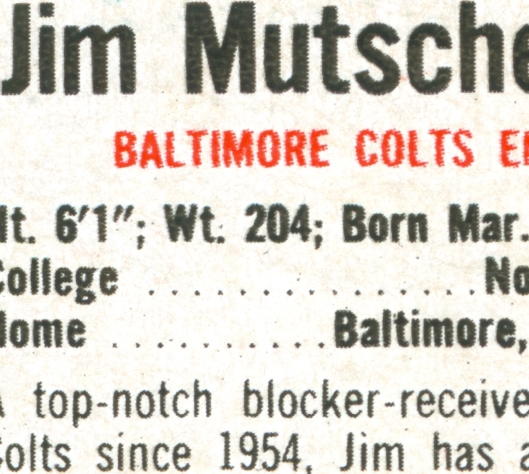 Jim Mutsche
BALTIMORE COLTS E
Ht. 6'1"; Wt. 204; Born Mar.
College ................. No
Home ........... Baltimore,
A top-notch blocker-receive
Colts since 1954, Jim has a